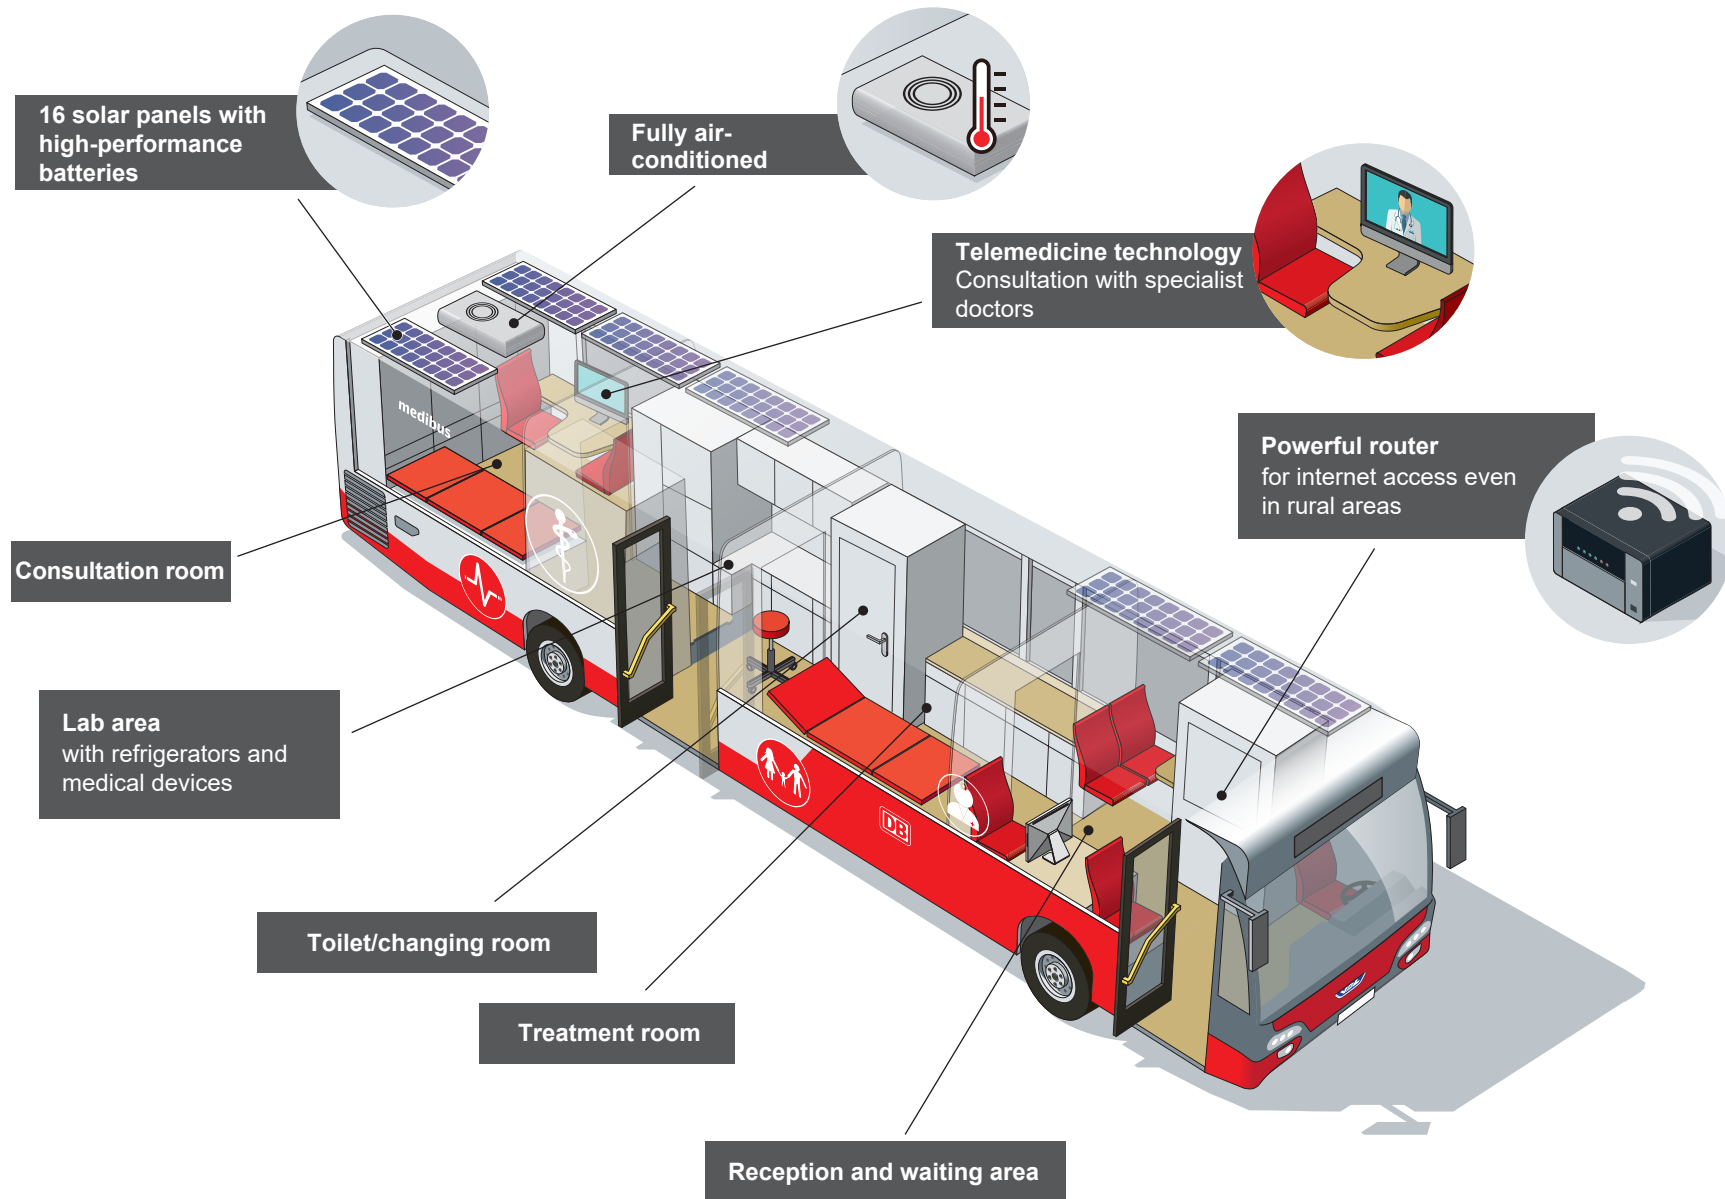 16 solar panels with
high-performance
batteries
Fully air-
conditioned
Telemedicine technology
Consultation with specialist
doctors
Powerful router
for internet access even
in rural areas
medibus
Consultation room
Lab area
with refrigerators and
medical devices
DB
Toilet/changing room
Treatment room
Reception and waiting area